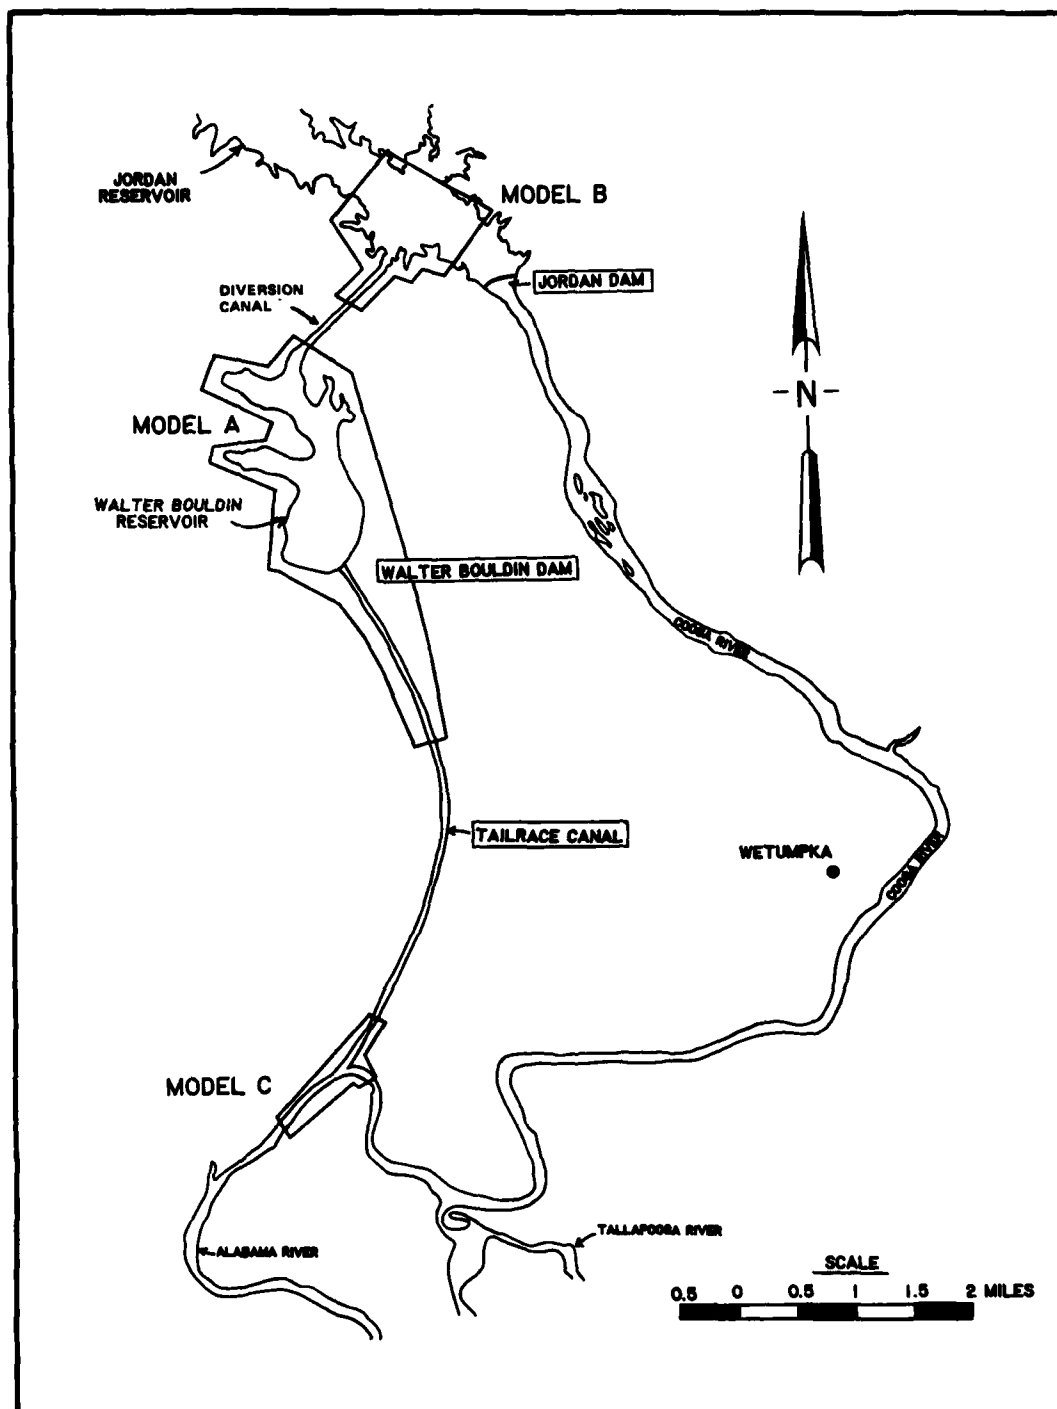 JORDAN
RESERVOIR
MODEL B
JORDAN DAM
DIVERSION
CANAL
N
MODEL A
WALTER BOULDIN
RESERVOIR
WALTER BOULDIN DAM
COOSA RIVER
TAILRACE CANAL
WETUMPKA
COOSA RIVER
MODEL C
TALLAPOOSA RIVER
ALABAMA RIVER
SCALE
0.5 0 0.5 1 1.5 2 MILES